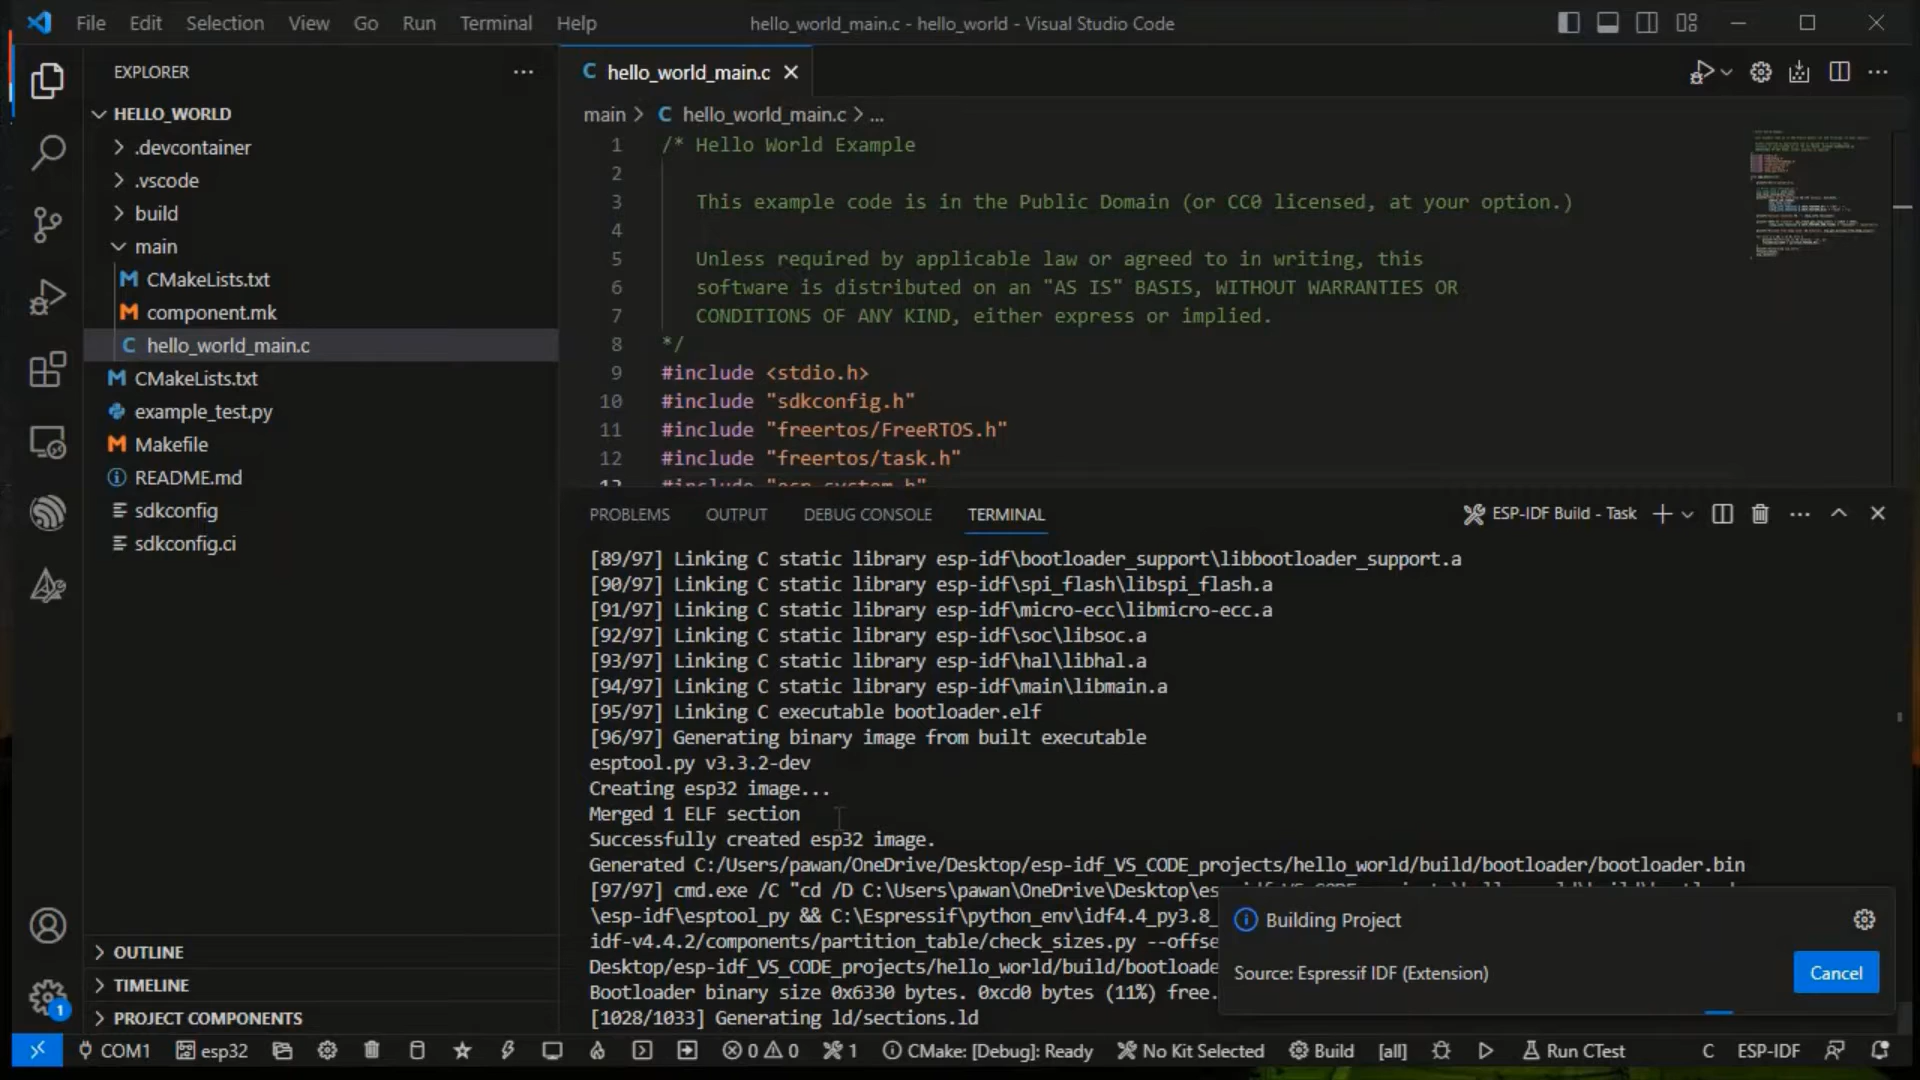 File Edit Selection View Go Run Terminal Help
hello_world_main.c - hello_world - Visual Studio Code
EXPLORER
HELLO_WORLD
.devcontainer
.vscode
build
main
CMakeLists.txt
component.mk
hello_world_main.c
CMakeLists.txt
example_test.py
Makefile
README.md
sdkconfig
sdkconfig.ci
OUTLINE
TIMELINE
PROJECT COMPONENTS
1
hello_world_main.c
main > C hello_world_main.c > ...
1 /* Hello World Example
2
3 This example code is in the Public Domain (or CC0 licensed, at your option.)
4
5 Unless required by applicable law or agreed to in writing, this
6 software is distributed on an "AS IS" BASIS, WITHOUT WARRANTIES OR
7 CONDITIONS OF ANY KIND, either express or implied.
8 */
9 #include <stdio.h>
10 #include "sdkconfig.h"
11 #include "freertos/FreeRTOS.h"
12 #include "freertos/task.h"
13 #include "esp_system.h"
PROBLEMS OUTPUT DEBUG CONSOLE TERMINAL
ESP-IDF Build - Task
[89/97] Linking C static library esp-idf\bootloader_support\libbootloader_support.a
[90/97] Linking C static library esp-idf\spi_flash\libspi_flash.a
[91/97] Linking C static library esp-idf\micro-ecc\libmicro-ecc.a
[92/97] Linking C static library esp-idf\soc\libsoc.a
[93/97] Linking C static library esp-idf\hal\libhal.a
[94/97] Linking C static library esp-idf\main\libmain.a
[95/97] Linking C executable bootloader.elf
[96/97] Generating binary image from built executable
esptool.py v3.3.2-dev
Creating esp32 image...
Merged 1 ELF section
Successfully created esp32 image.
Generated C:/Users/pawan/OneDrive/Desktop/esp-idf_VS_CODE_projects/hello_world/build/bootloader/bootloader.bin
[97/97] cmd.exe /C "cd /D C:\Users\pawan\OneDrive\Desktop\es
\esp-idf\esptool_py && C:\Espressif\python_env\idf4.4_py3.8_
idf-v4.4.2/components/partition_table/check_sizes.py --offse
Desktop/esp-idf_VS_CODE_projects/hello_world/build/bootloade
Bootloader binary size 0x6330 bytes. 0xcd0 bytes (11%) free.
[1028/1033] Generating ld/sections.ld
Building Project
Source: Espressif IDF (Extension)
Cancel
COM1 esp32 0 0 1 CMake: [Debug]: Ready No Kit Selected Build [all] Run CTest C ESP-IDF